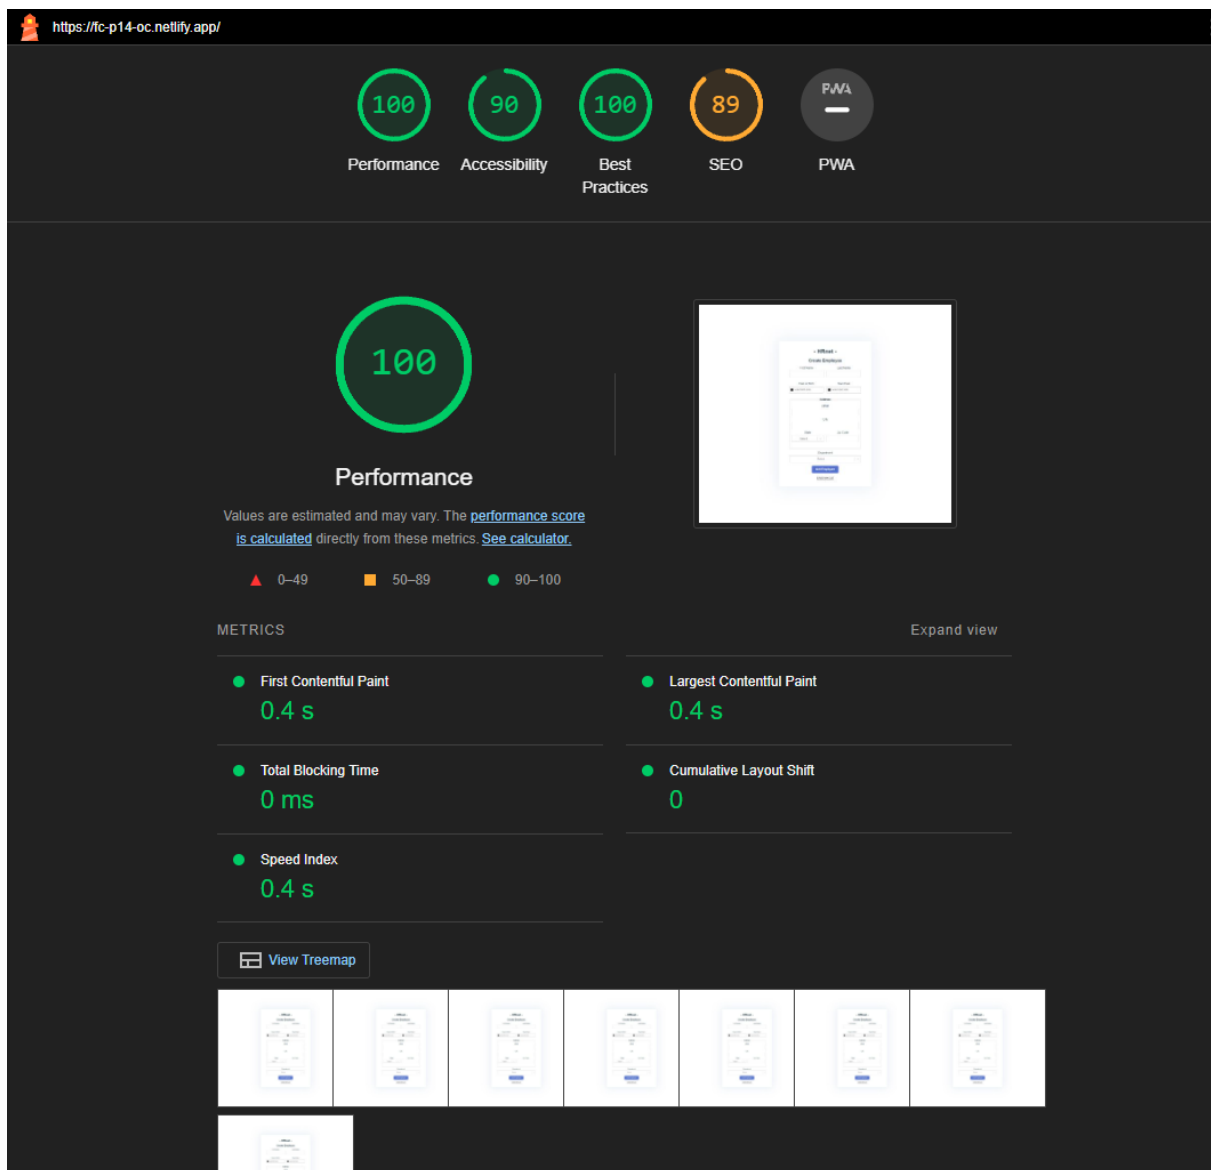 https://fc-p14-oc.netlify.app/
100
90
100
89
PWA
Performance
Accessibility
Best
Practices
SEO
PWA
100
Performance
Values are estimated and may vary. The performance score
is calculated directly from these metrics. See calculator.
0–49
50–89
90–100
- HRnet -
Create Employee
METRICS
Expand view
First Contentful Paint
0.4 s
Largest Contentful Paint
0.4 s
Total Blocking Time
0 ms
Cumulative Layout Shift
0
Speed Index
0.4 s
View Treemap